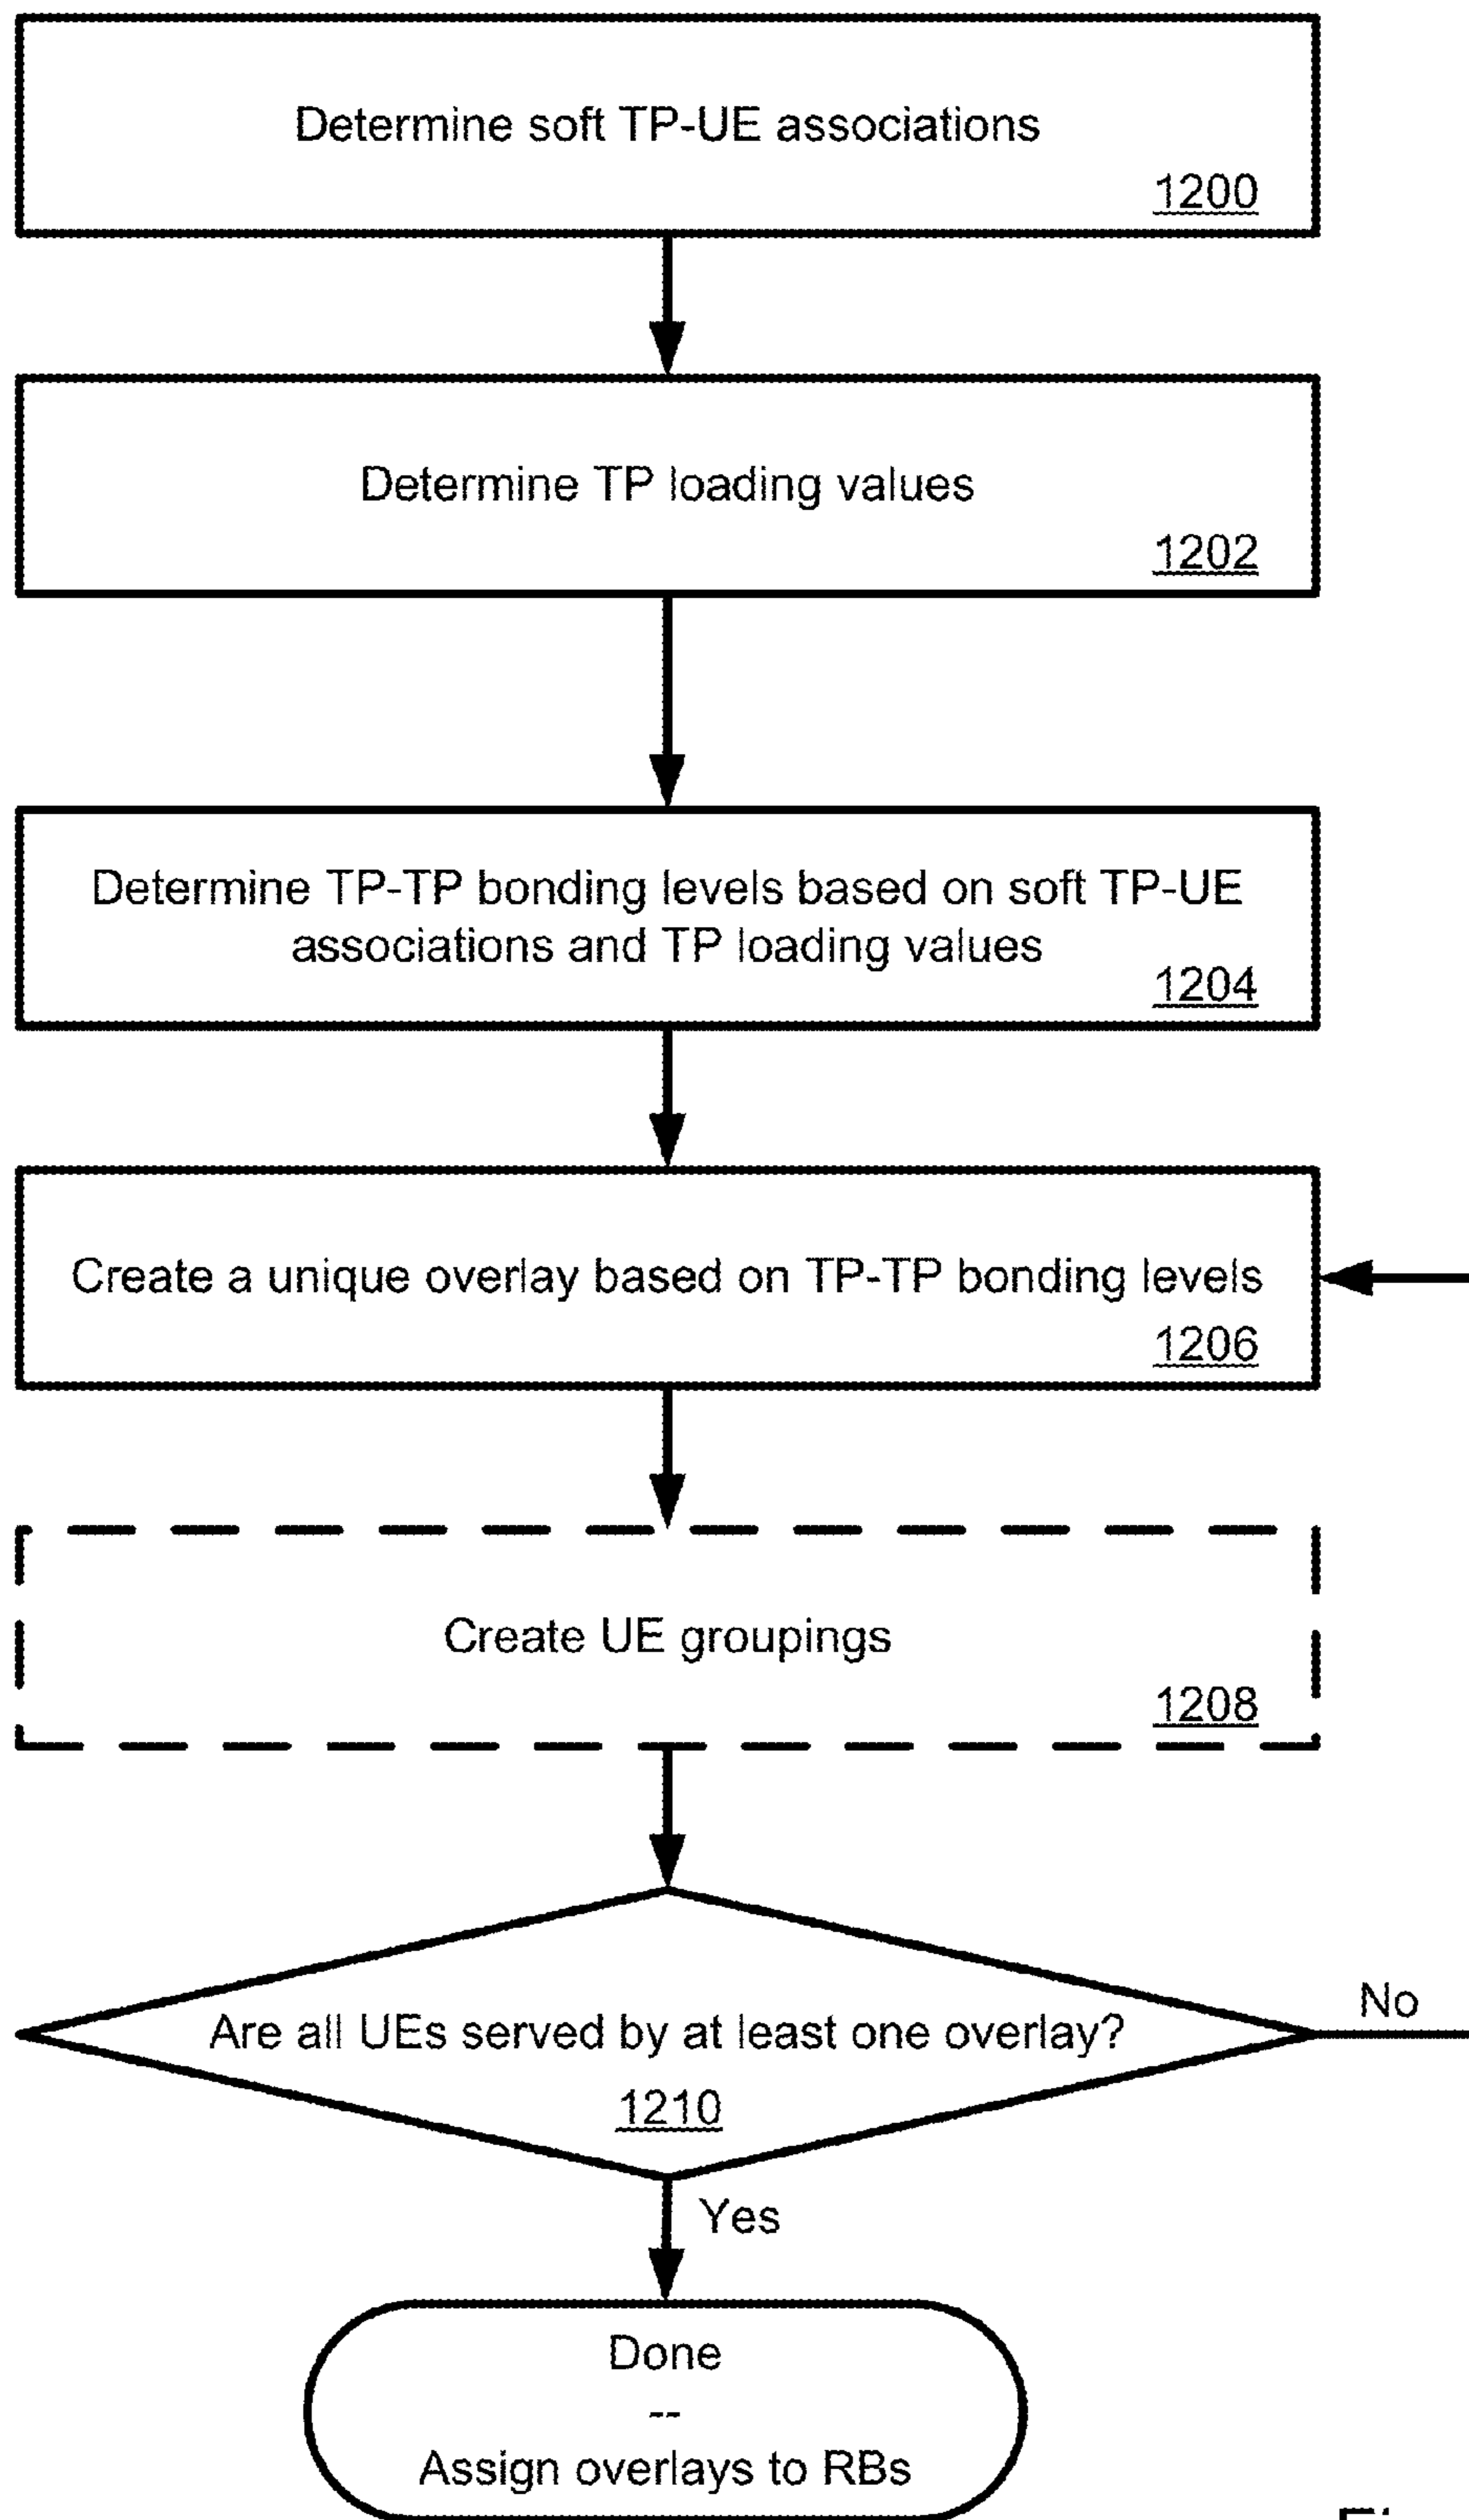 Determine soft TP-UE associations
1200
Determine TP loading values
1202
Determine TP-TP bonding levels based on soft TP-UE
associations and TP loading values
1204
Create a unique overlay based on TP-TP bonding levels
1206
Create UE groupings
1208
Are all UEs served by at least one overlay?
1210
No
Yes
Done
--
Assign overlays to RBs